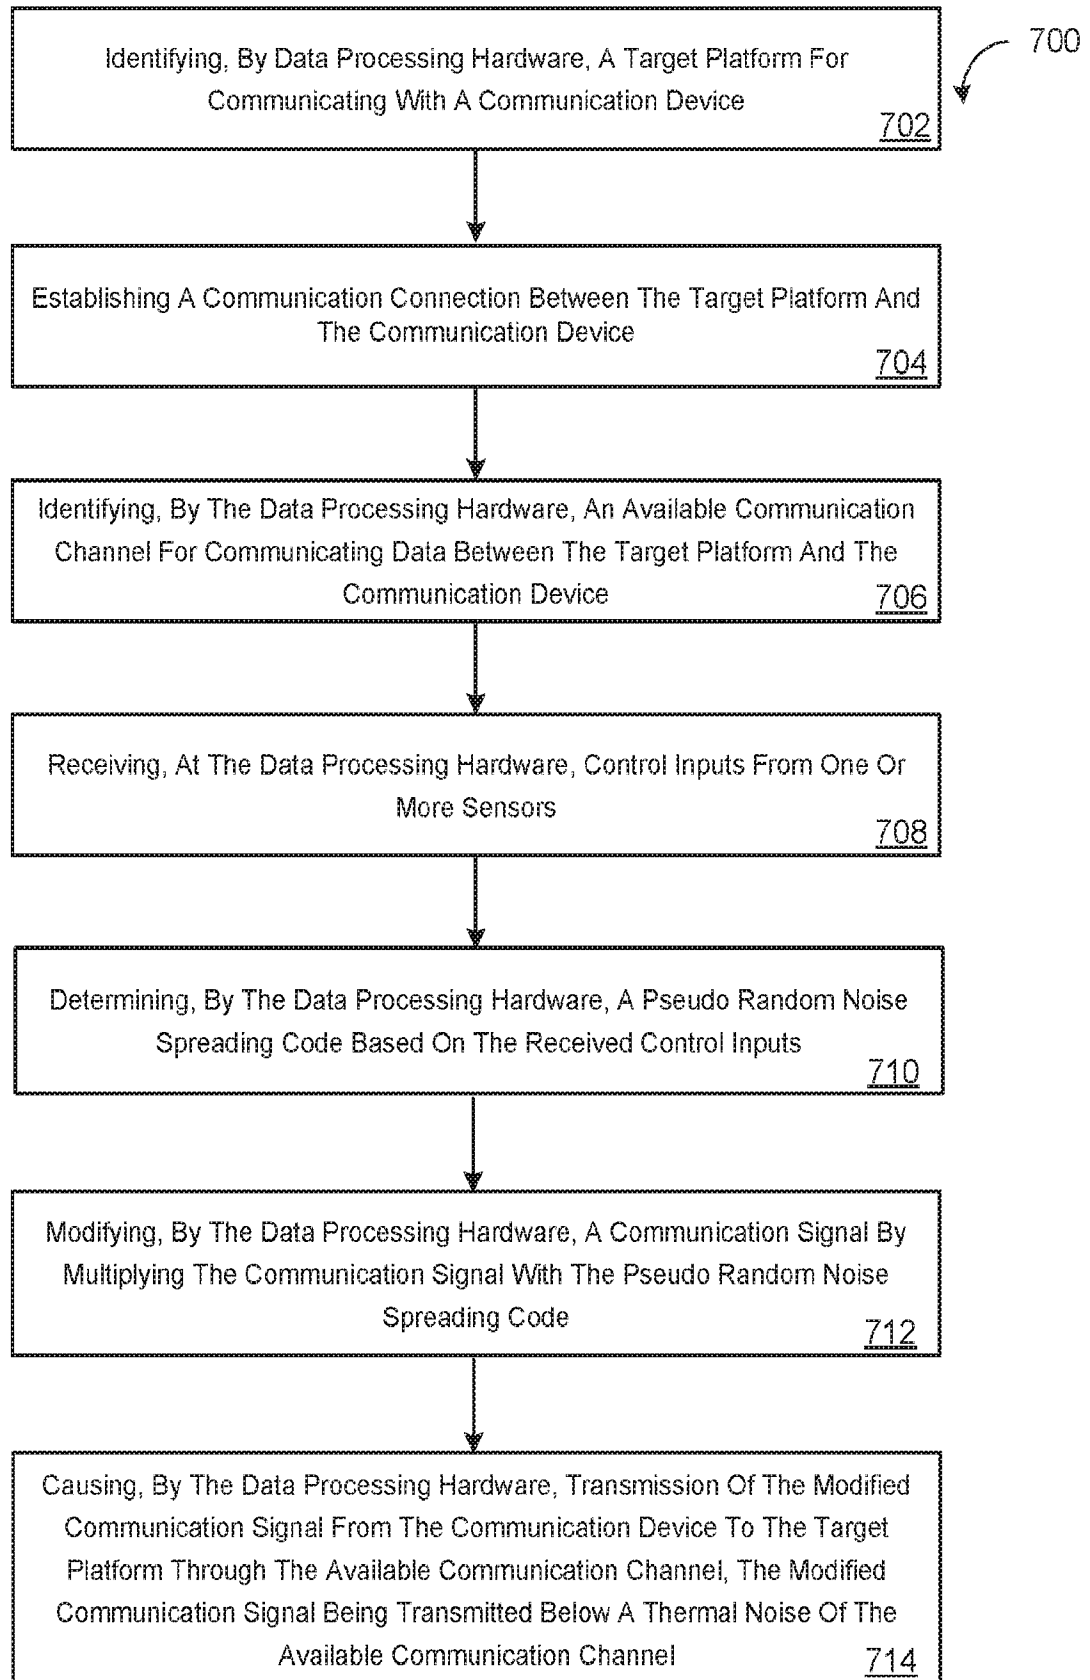 Identifying, By Data Processing Hardware, A Target Platform For
Communicating With A Communication Device
702
700
Establishing A Communication Connection Between The Target Platform And
The Communication Device
704
Identifying, By The Data Processing Hardware, An Available Communication
Channel For Communicating Data Between The Target Platform And The
Communication Device
706
Receiving, At The Data Processing Hardware, Control Inputs From One Or
More Sensors
708
Determining, By The Data Processing Hardware, A Pseudo Random Noise
Spreading Code Based On The Received Control Inputs
710
Modifying, By The Data Processing Hardware, A Communication Signal By
Multiplying The Communication Signal With The Pseudo Random Noise
Spreading Code
712
Causing, By The Data Processing Hardware, Transmission Of The Modified
Communication Signal From The Communication Device To The Target
Platform Through The Available Communication Channel, The Modified
Communication Signal Being Transmitted Below A Thermal Noise Of The
Available Communication Channel
714